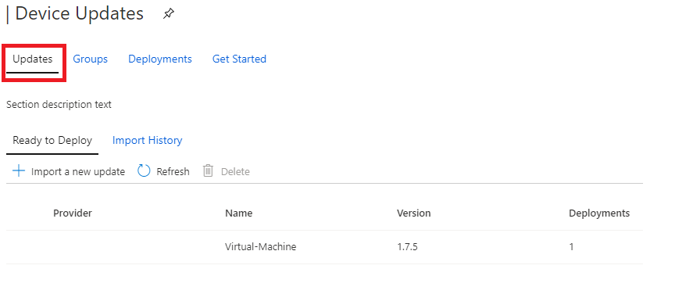 | Device Updates
Updates Groups Deployments Get Started
Section description text
Ready to Deploy Import History
Import a new update Refresh Delete
Provider Name Version Deployments
Virtual-Machine 1.7.5 1